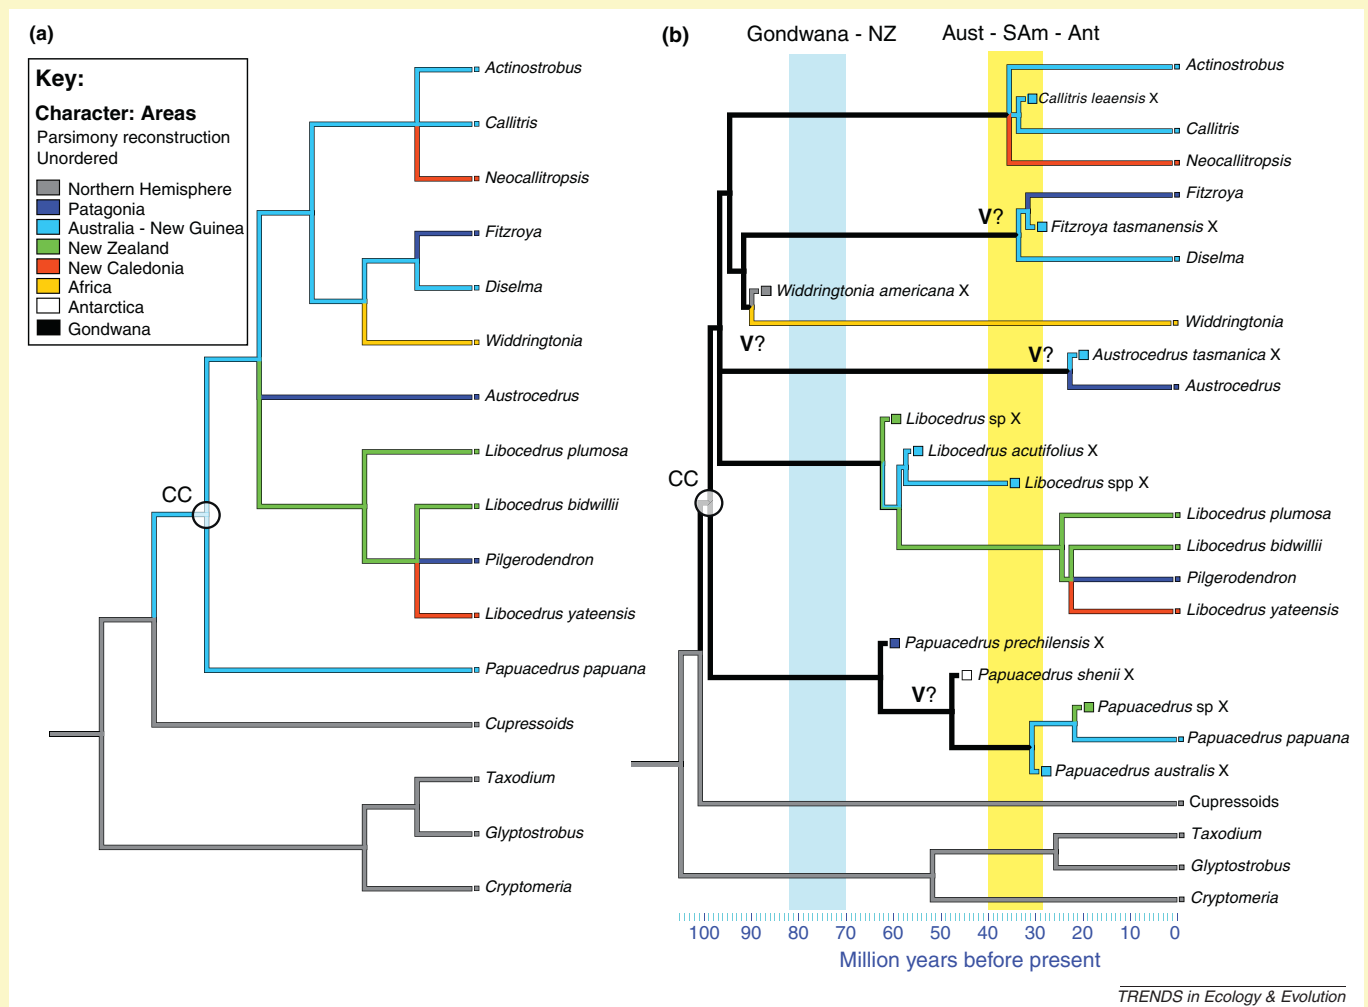 (a)
Key:
Character: Areas
Parsimony reconstruction
Unordered
Northern Hemisphere
Patagonia
Australia - New Guinea
New Zealand
New Caledonia
Africa
Antarctica
Gondwana
Actinostrobus
Callitris
Neocallitropsis
Fitzroya
Diselma
Widdringtonia
Austrocedrus
Libocedrus plumosa
Libocedrus bidwillii
Pilgerodendron
Libocedrus yateensis
Papuacedrus papuana
Cupressoids
Taxodium
Glyptostrobus
Cryptomeria
CC
(b)
Gondwana - NZ
Aust - SAm - Ant
Actinostrobus
Callitris leaensis X
Callitris
Neocallitropsis
Fitzroya
V?
Fitzroya tasmanensis X
Diselma
Widdringtonia americana X
Widdringtonia
V?
V?
Austrocedrus tasmanica X
Austrocedrus
Libocedrus sp X
Libocedrus acutifolius X
CC
Libocedrus spp X
Libocedrus plumosa
Libocedrus bidwillii
Pilgerodendron
Libocedrus yateensis
Papuacedrus prechilensis X
Papuacedrus shenii X
V?
Papuacedrus sp X
Papuacedrus papuana
Papuacedrus australis X
Cupressoids
Taxodium
Glyptostrobus
Cryptomeria
100 90 80 70 60 50 40 30 20 10 0
Million years before present
TRENDS in Ecology & Evolution